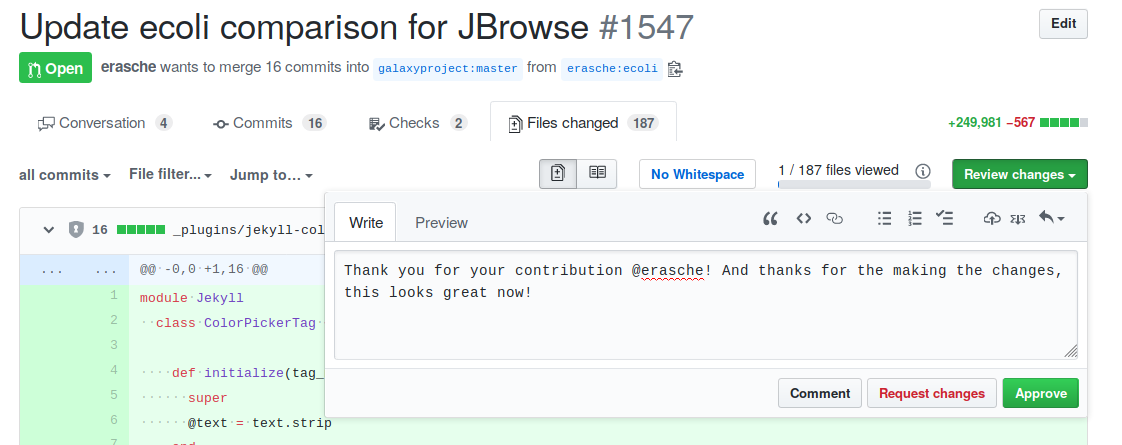 Update ecoli comparison for JBrowse #1547
Edit
Open erasche wants to merge 16 commits into galaxyproject:master from erasche:ecoli
Conversation 4 Commits 16 Checks 2 Files changed 187 +249,981 −567
all commits File filter... Jump to... No Whitespace 1 / 187 files viewed Review changes
16 _plugins/jekyll-col
Write Preview
... ... @@ -0,0 +1,16 @@
Thank you for your contribution @erasche! And thanks for the making the changes,
this looks great now!
1 module Jekyll
2 class ColorPickerTag
3
4 def initialize(tag_
5 super
6 @text = text.strip
Comment Request changes Approve